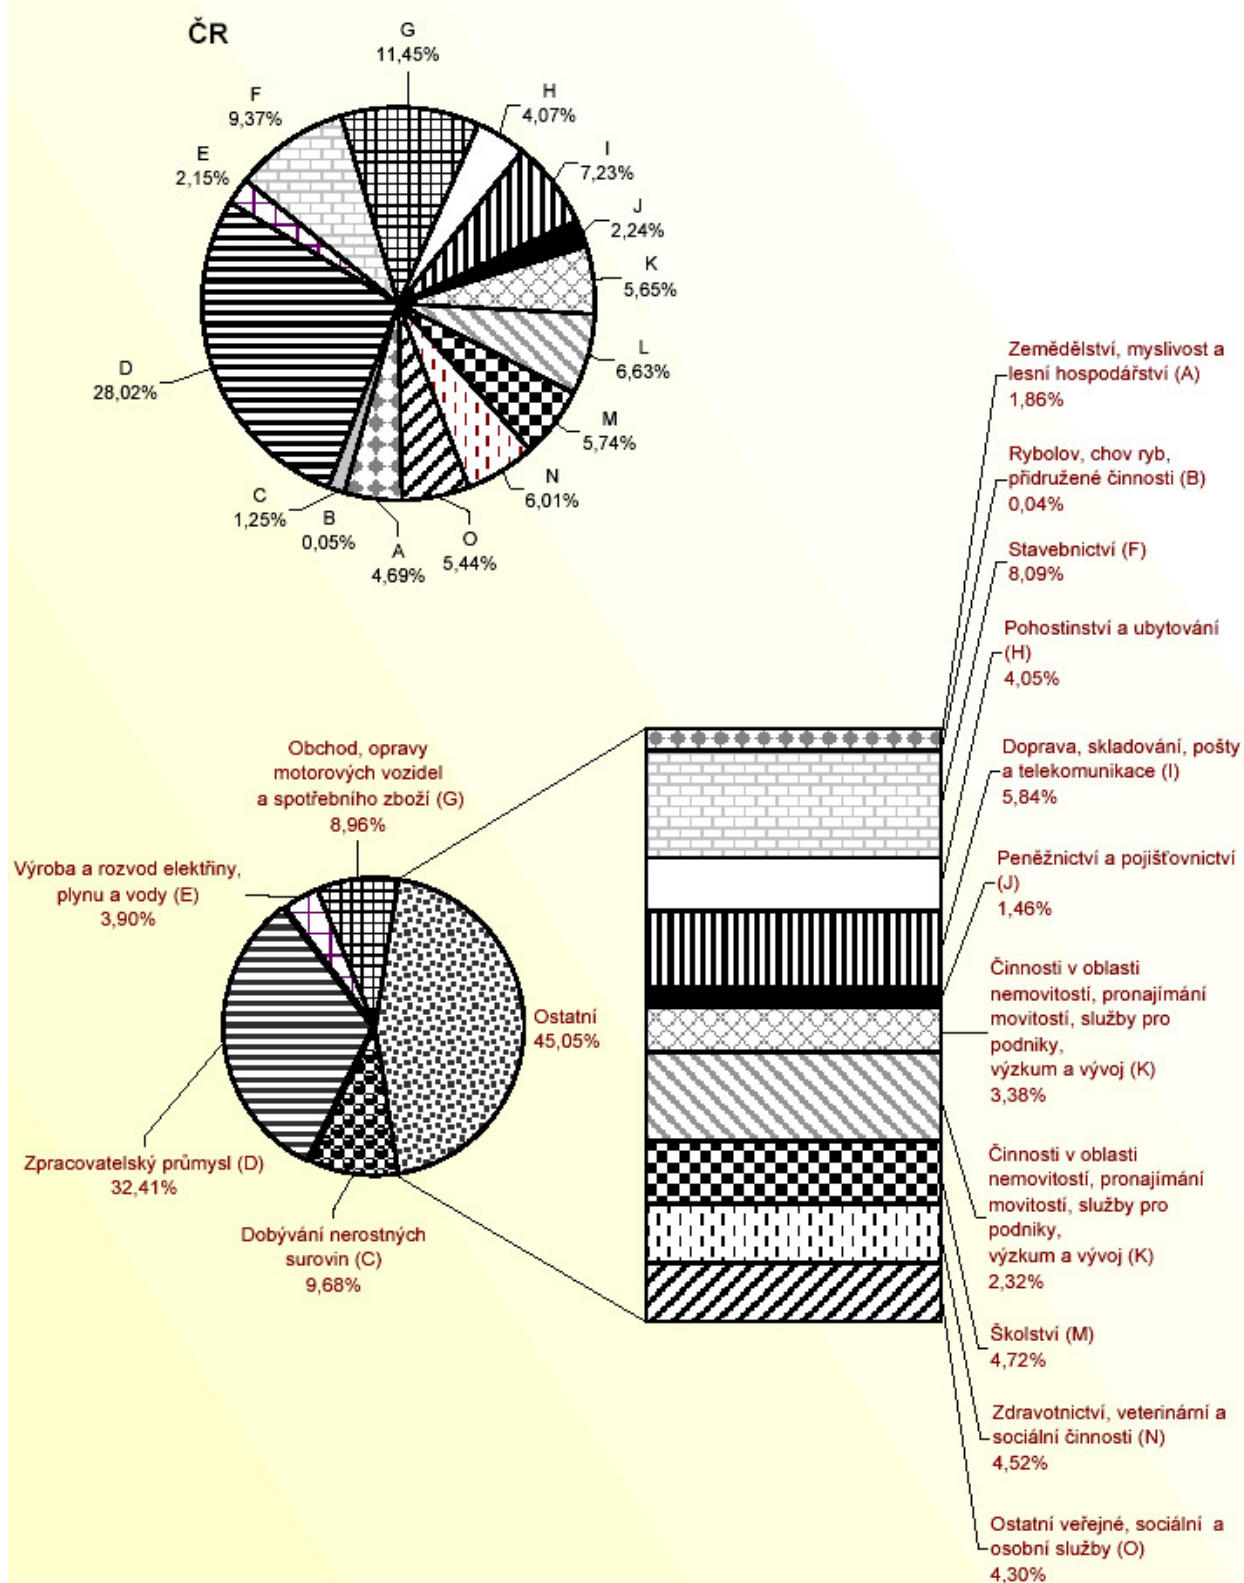 ČR
G
11,45%
H
4,07%
I
7,23%
J
2,24%
K
5,65%
L
6,63%
M
5,74%
N
6,01%
O
5,44%
A
4,69%
B
0,05%
C
1,25%
D
28,02%
E
2,15%
F
9,37%
Obchod, opravy
motorových vozidel
a spotřebního zboží (G)
8,96%
Výroba a rozvod elektřiny,
plynu a vody (E)
3,90%
Zpracovatelský průmysl (D)
32,41%
Dobývání nerostných
surovin (C)
9,68%
Ostatní
45,05%
Zemědělství, myslivost a
lesní hospodářství (A)
1,86%
Rybolov, chov ryb,
přidružené činnosti (B)
0,04%
Stavebnictví (F)
8,09%
Pohostinství a ubytování
(H)
4,05%
Doprava, skladování, pošty
a telekomunikace (I)
5,84%
Peněžnictví a pojišťovnictví
(J)
1,46%
Činnosti v oblasti
nemovitostí, pronajímání
movitostí, služby pro
podniky,
výzkum a vývoj (K)
3,38%
Činnosti v oblasti
nemovitostí, pronajímání
movitostí, služby pro
podniky,
výzkum a vývoj (K)
2,32%
Školství (M)
4,72%
Zdravotnictví, veterinární a
sociální činnosti (N)
4,52%
Ostatní veřejné, sociální a
osobní služby (O)
4,30%